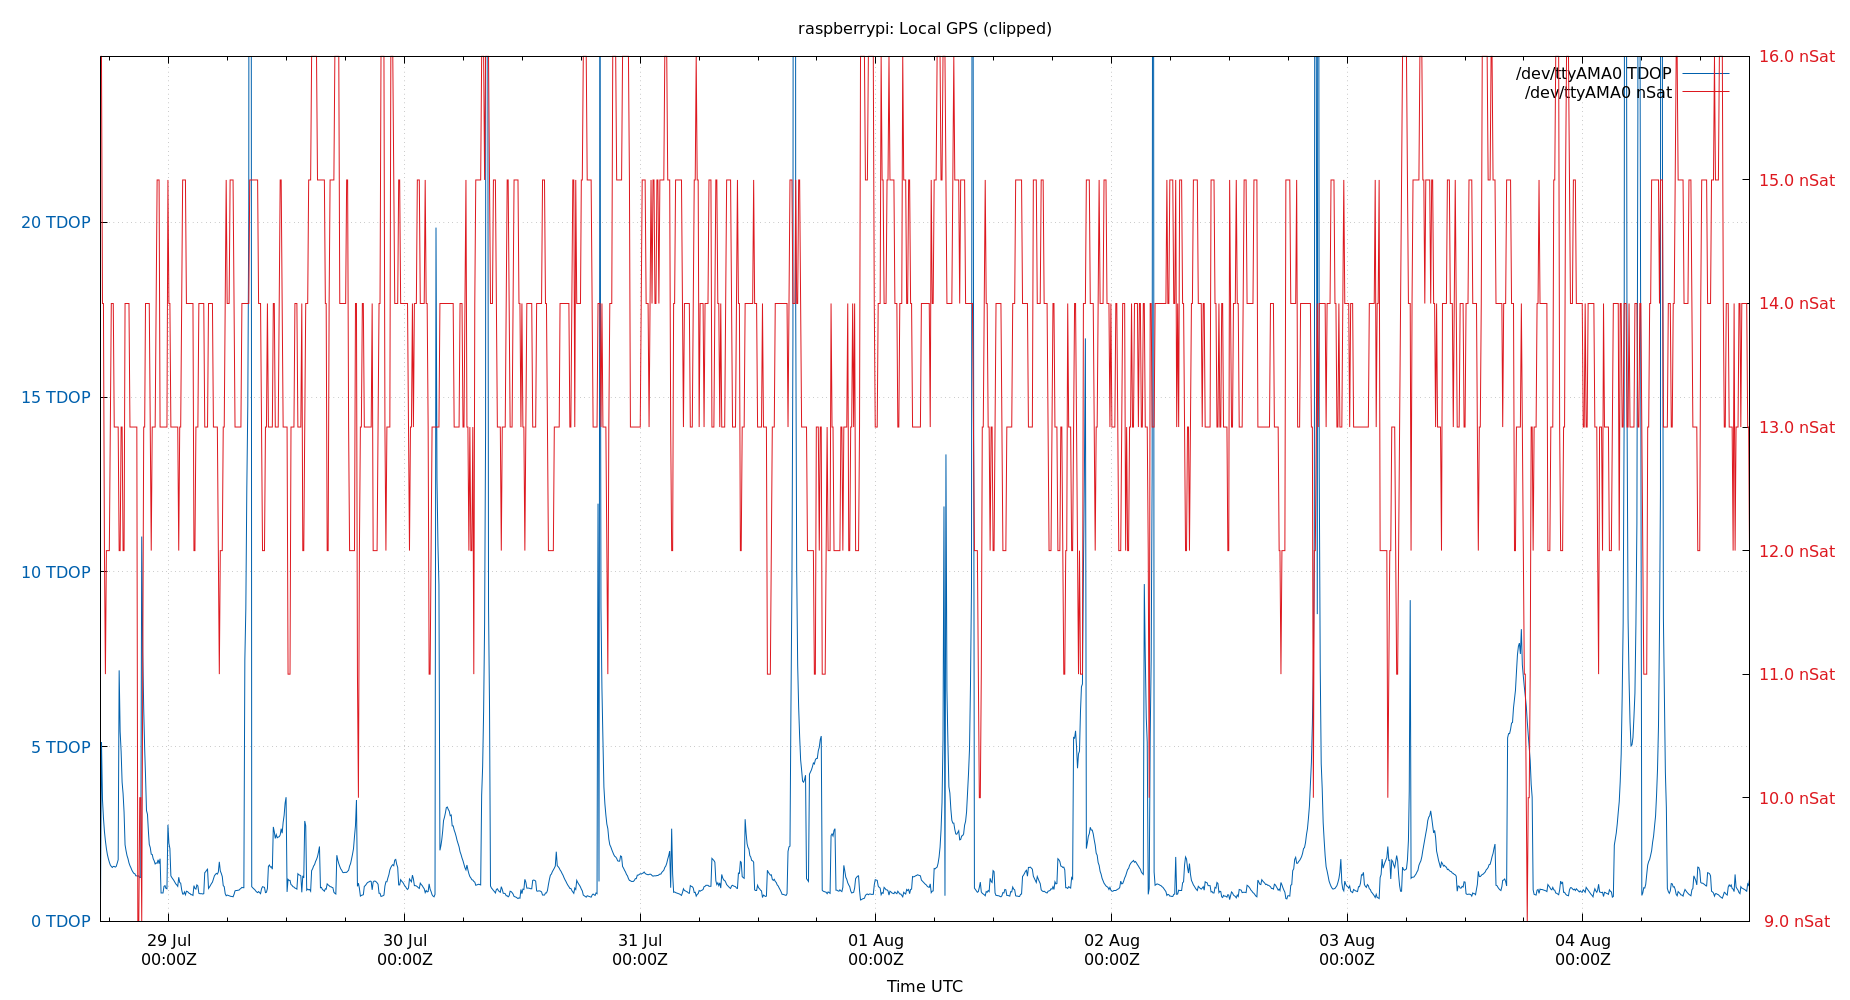 raspberrypi: Local GPS (clipped)
16.0 nSat
/dev/ttyAMA0 TDOP
/dev/ttyAMA0 nSat
15.0 nSat
20 TDOP
14.0 nSat
15 TDOP
13.0 nSat
12.0 nSat
10 TDOP
11.0 nSat
5 TDOP
10.0 nSat
0 TDOP
9.0 nSat
29 Jul
00:00Z
30 Jul
00:00Z
31 Jul
00:00Z
01 Aug
00:00Z
02 Aug
00:00Z
03 Aug
00:00Z
04 Aug
00:00Z
Time UTC